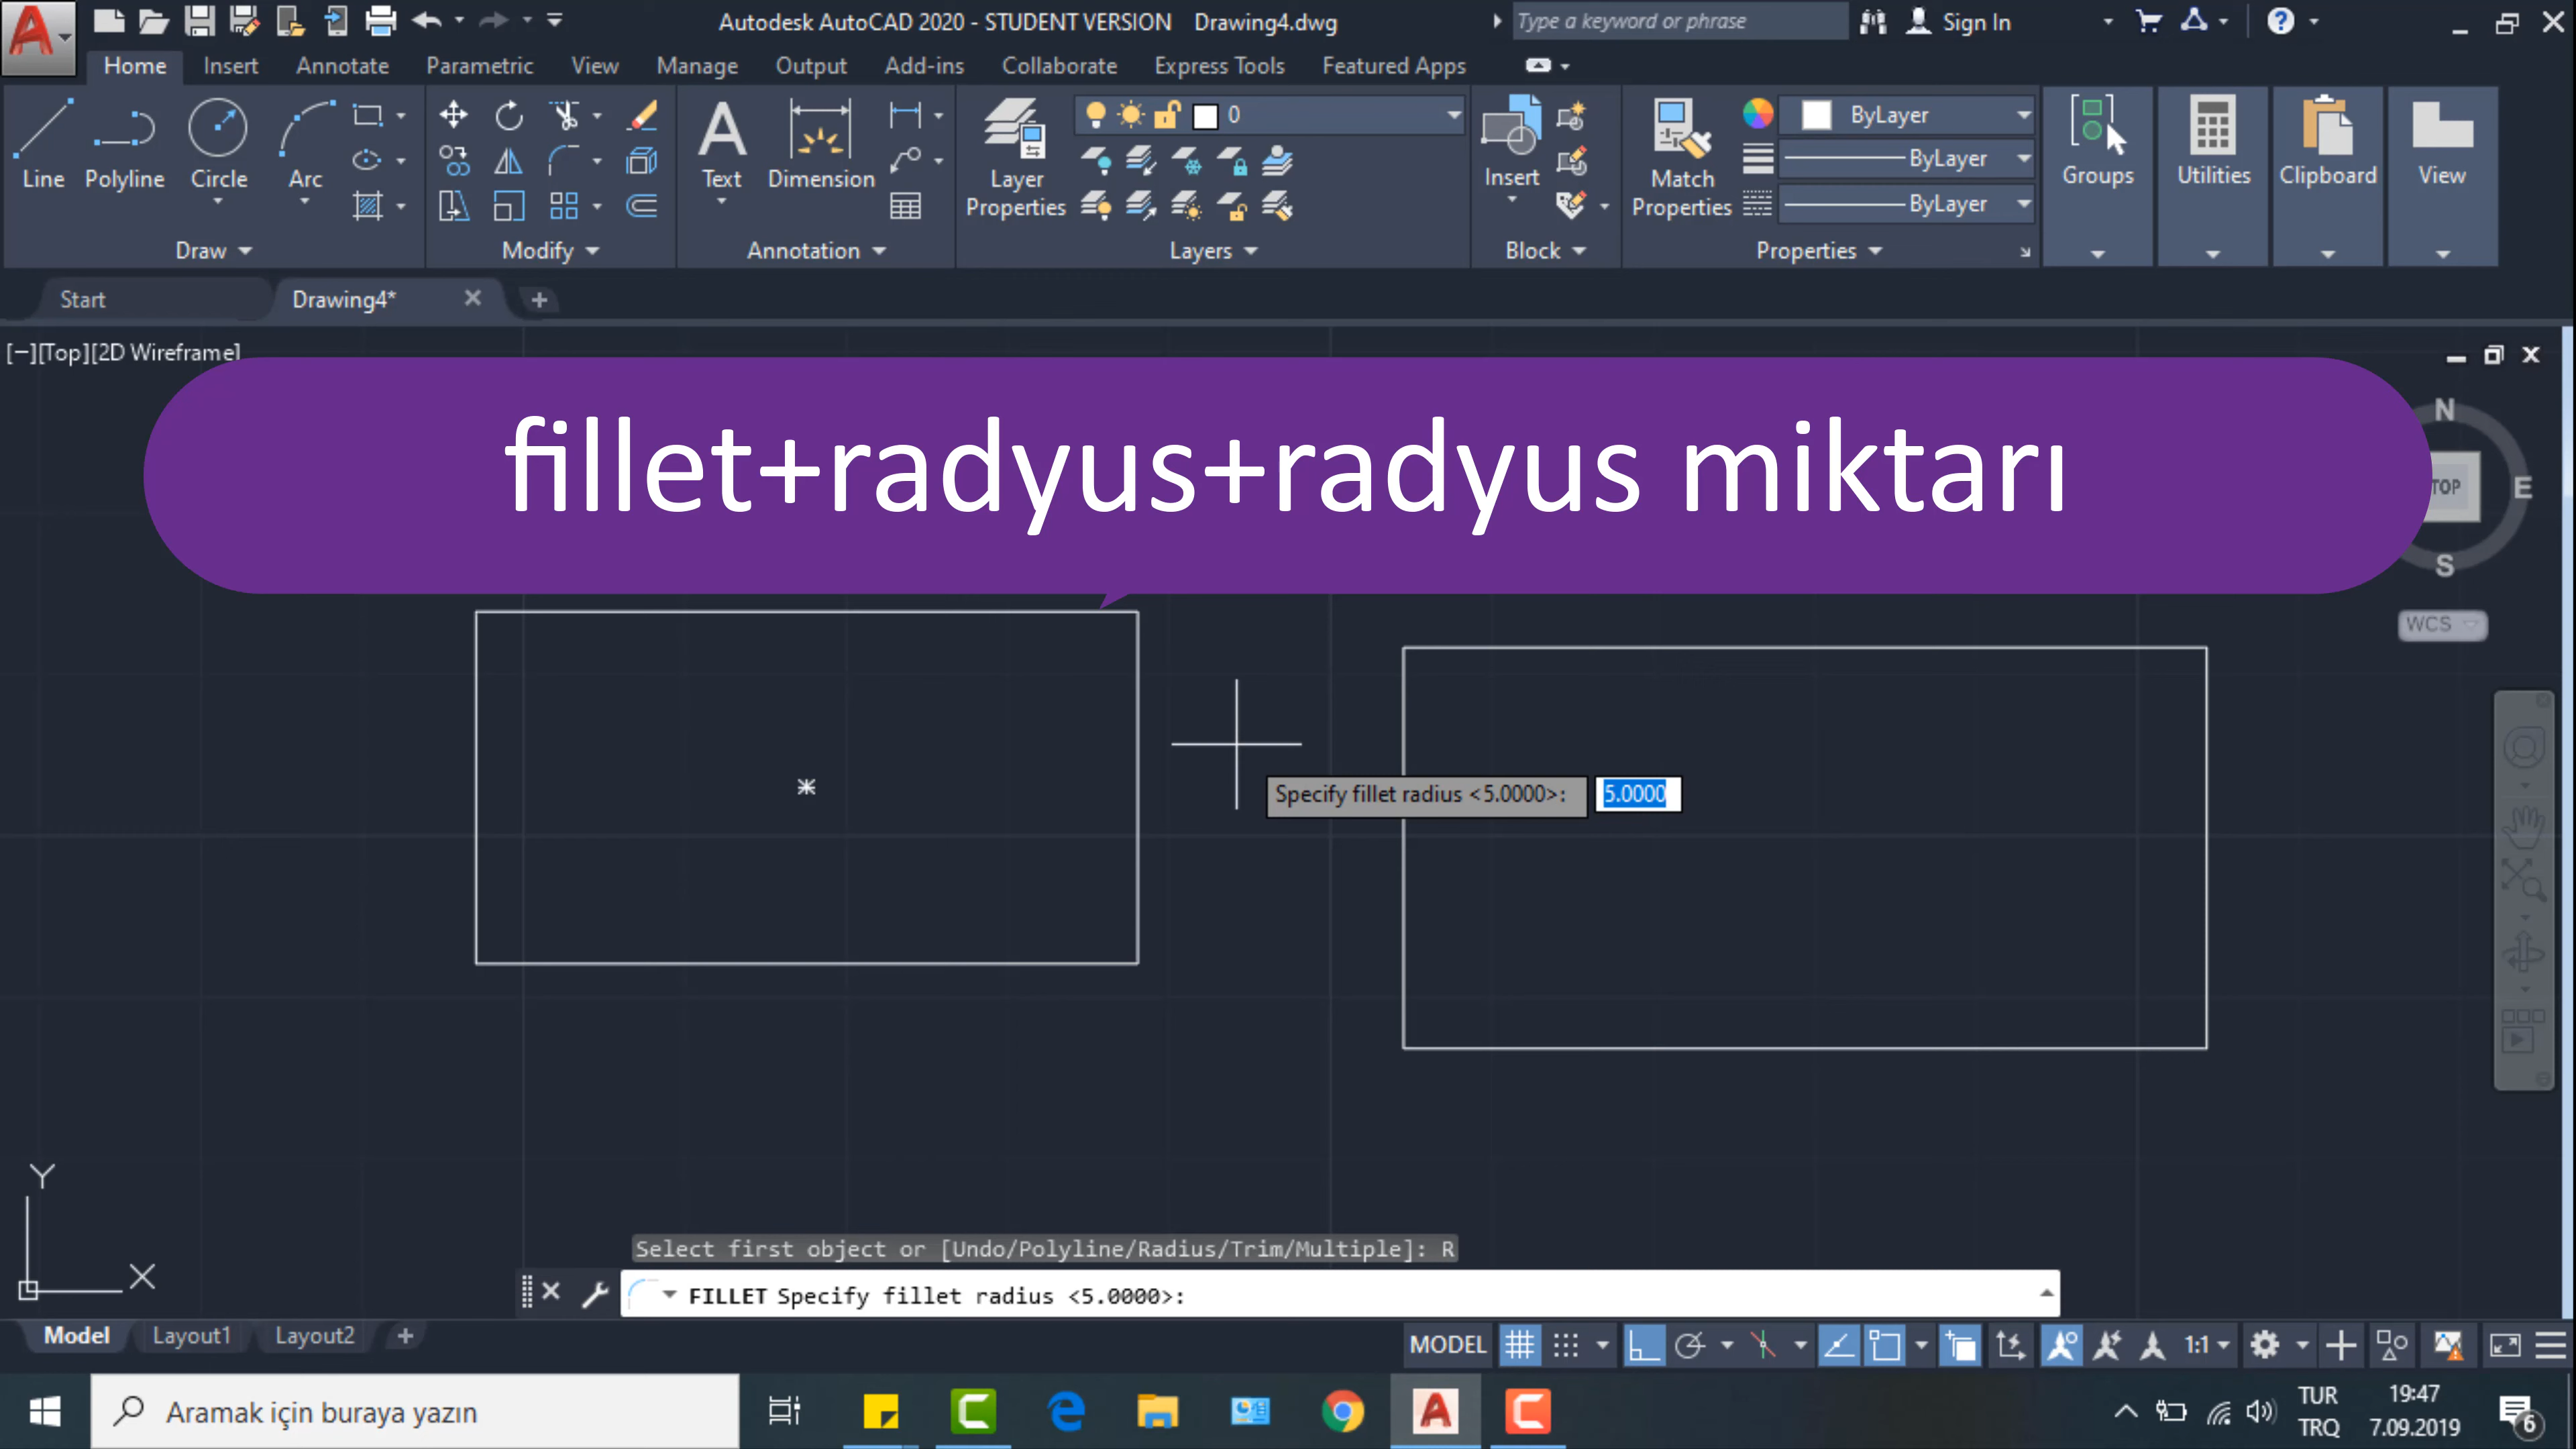 Autodesk AutoCAD 2020 - STUDENT VERSION Drawing4.dwg
Type a keyword or phrase
Sign In
Home Insert Annotate Parametric View Manage Output Add-ins Collaborate Express Tools Featured Apps
0
ByLayer
ByLayer
ByLayer
Line Polyline Circle Arc
Text Dimension
Layer Properties
Insert
Match Properties
Groups Utilities Clipboard View
Draw Modify Annotation Layers Block Properties
Start Drawing4*
[−][Top][2D Wireframe]
fillet+radyus+radyus miktarı
N
TOP E
S
WCS
Specify fillet radius <5.0000>: 5.0000
Y
X
Select first object or [Undo/Polyline/Radius/Trim/Multiple]: R
FILLET Specify fillet radius <5.0000>:
Model Layout1 Layout2
MODEL 1:1
Aramak için buraya yazın
TUR 19:47
TRQ 7.09.2019
6